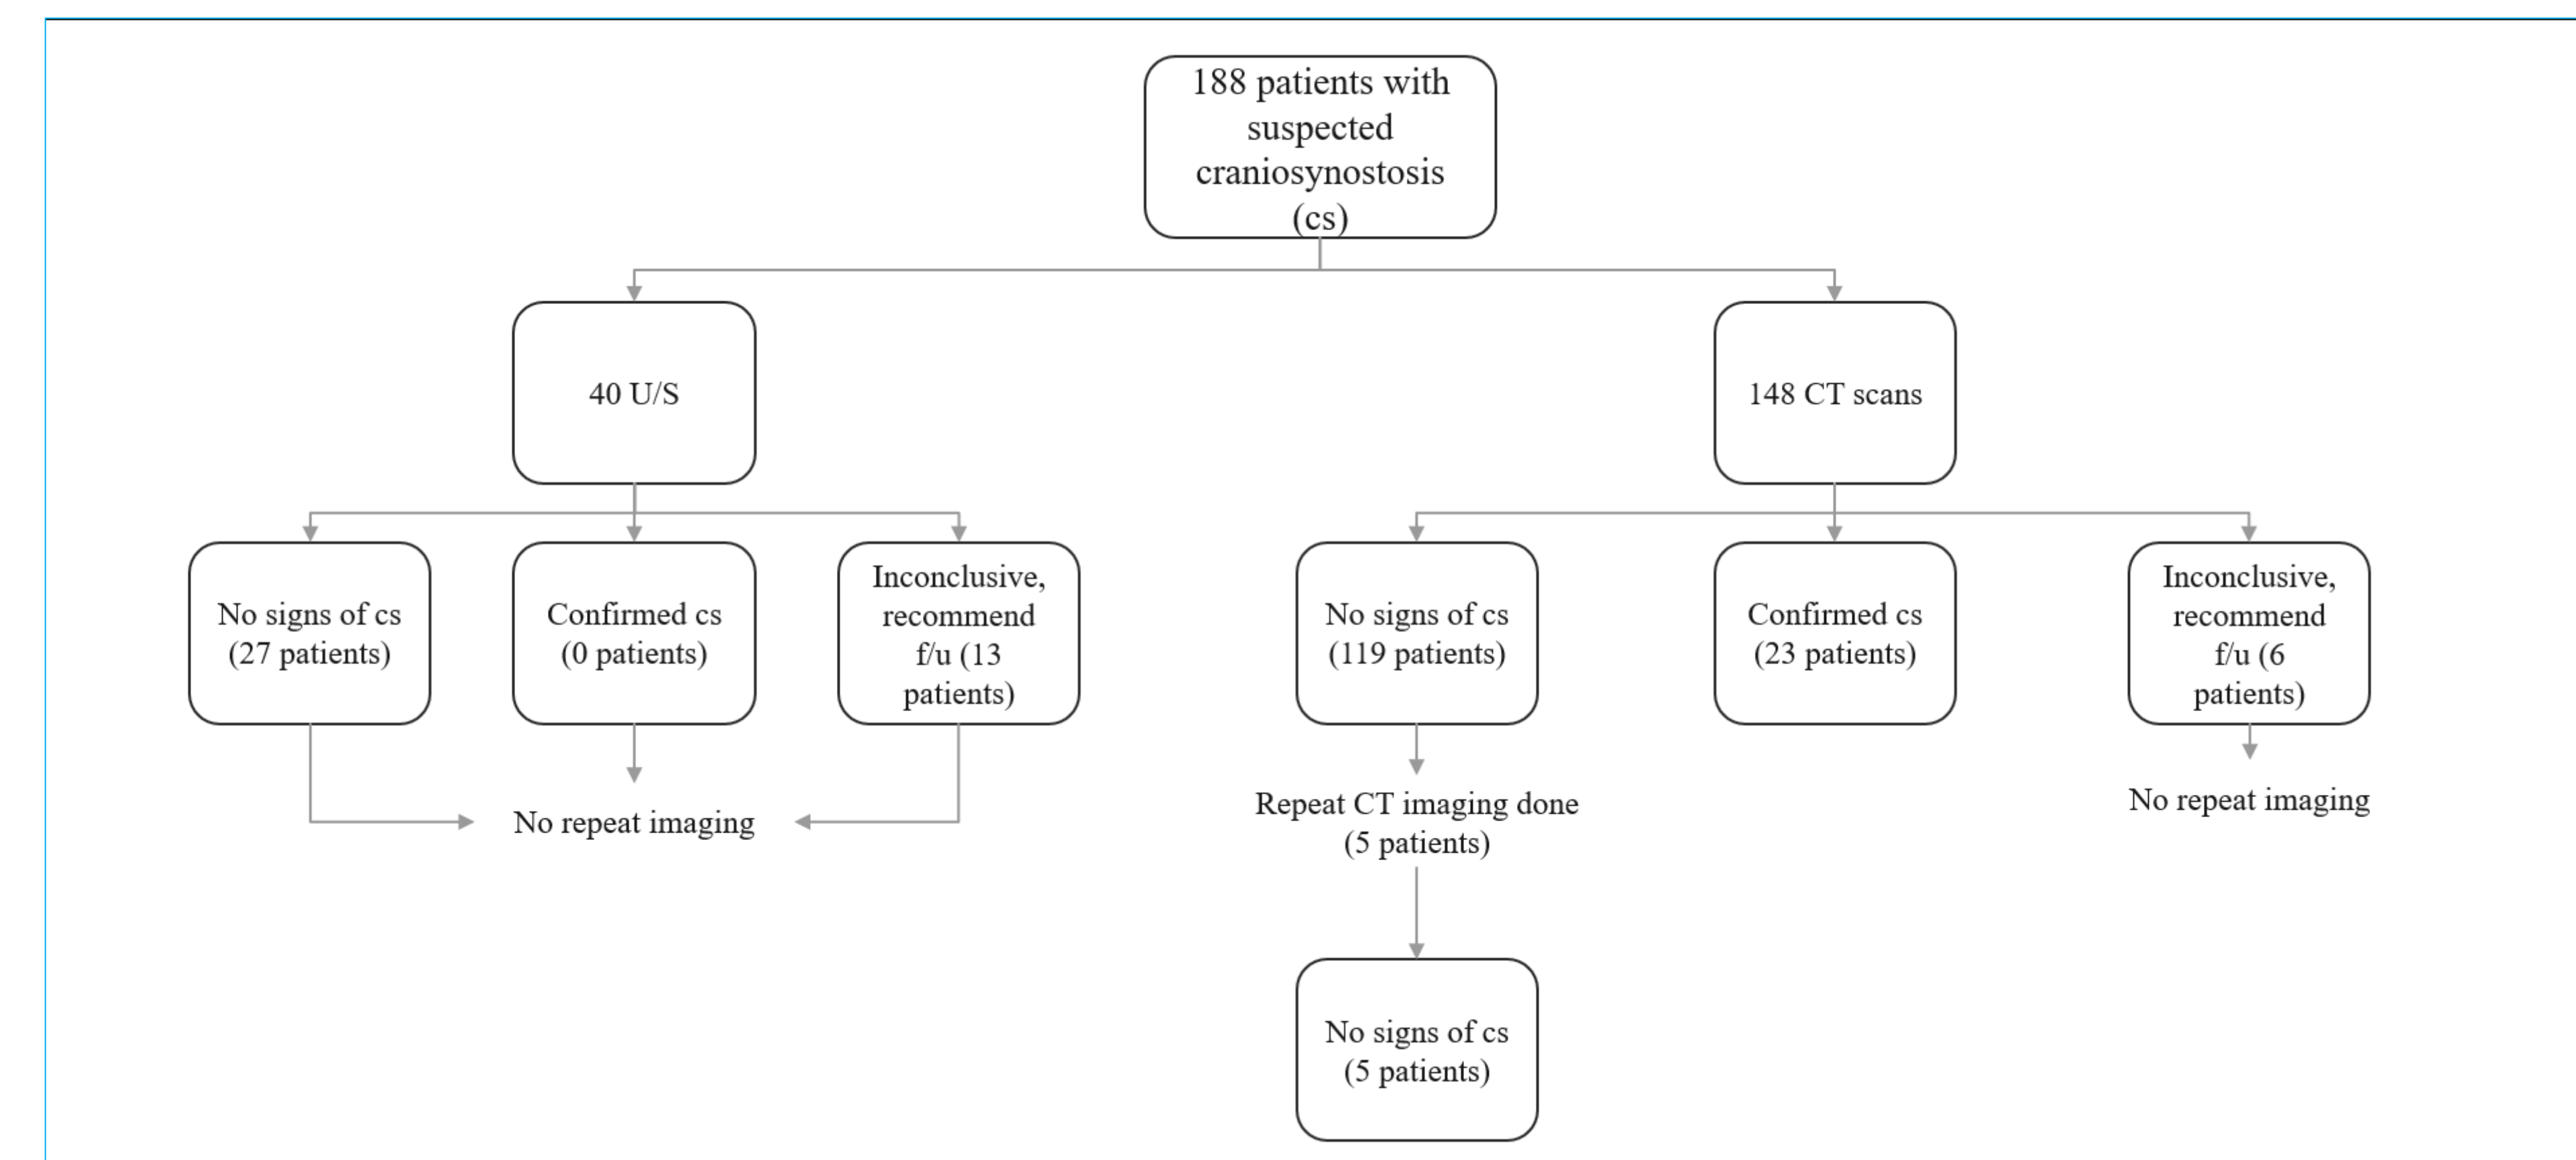 188 patients with
suspected
craniosynostosis
(cs)
40 U/S
148 CT scans
No signs of cs
(27 patients)
Confirmed cs
(0 patients)
Inconclusive,
recommend
f/u (13
patients)
No signs of cs
(119 patients)
Confirmed cs
(23 patients)
Inconclusive,
recommend
f/u (6
patients)
No repeat imaging
Repeat CT imaging done
(5 patients)
No repeat imaging
No signs of cs
(5 patients)